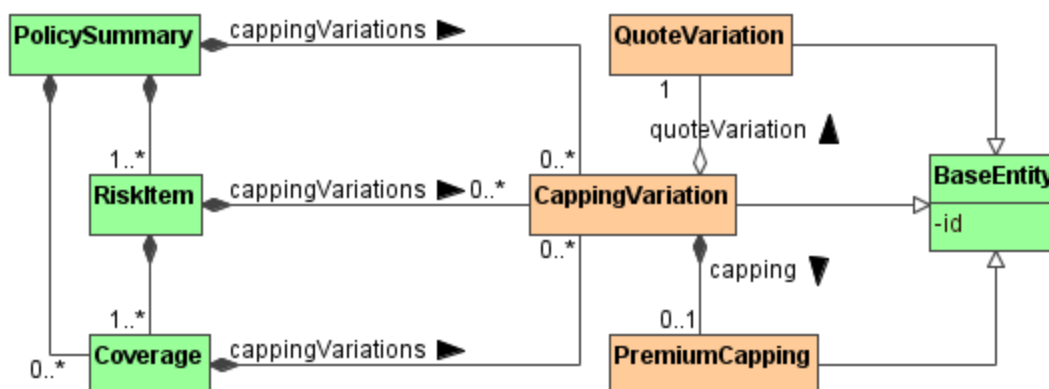 PolicySummary
cappingVariations
QuoteVariation
1
quoteVariation
1..*
0..*
BaseEntity
-id
RiskItem
cappingVariations
0..*
CappingVariation
0..*
capping
1..*
0..1
0..*
Coverage
cappingVariations
PremiumCapping